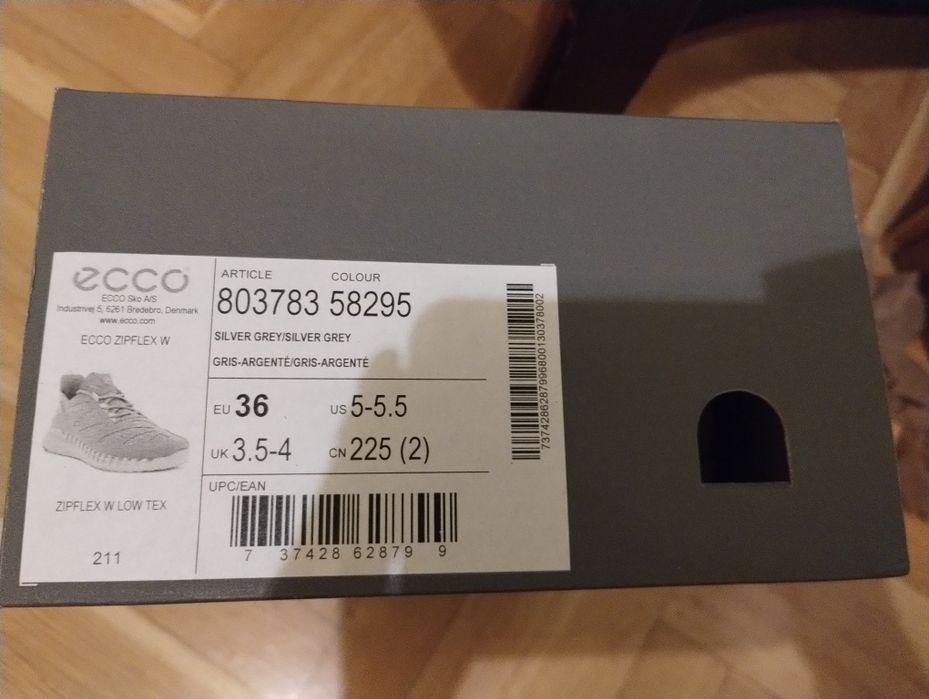 ecco
ECCO Sko A/S
Industrivej 5, 6261 Bredebro, Denmark
www.ecco.com
ECCO ZIPFLEX W
ZIPFLEX W LOW TEX
211
ARTICLE COLOUR
803783 58295
SILVER GREY/SILVER GREY
GRIS-ARGENTÉ/GRIS-ARGENTÉ
EU 36 US 5-5.5
UK 3.5-4 CN 225 (2)
UPC/EAN
7 37428 62879 9
73742862879968001303780​02